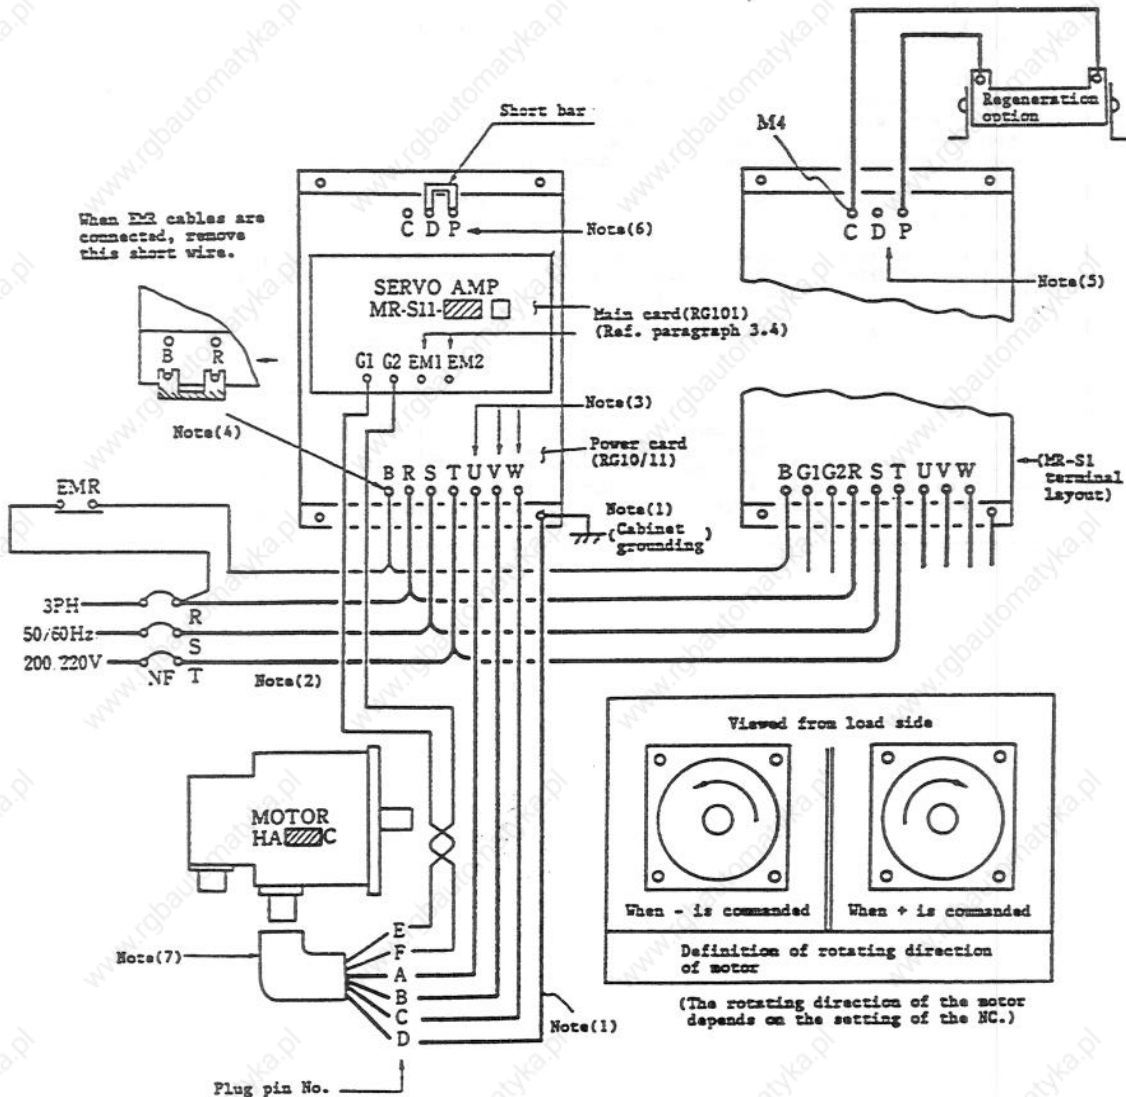 Short bar
M4
Regeneration
option
When EMR cables are
connected, remove
this short wire.
C D P
Note(6)
C D P
Note(5)
SERVO AMP
MR-S11-
Main card(RG101)
(Ref. paragraph 3.4)
B R
G1 G2 EM1 EM2
Note(4)
Note(3)
Power card
(RG10/11)
B R S T U V W
B G1 G2 R S T U V W
(MR-S1
terminal
layout)
EMR
Note(1)
(Cabinet
grounding)
3PH
50/60Hz
200.220V
NF
R
S
T
Note(2)
Viewed from load side
MOTOR
HA C
When - is commanded
When + is commanded
Definition of rotating direction
of motor
(The rotating direction of the motor
depends on the setting of the NC.)
Note(7)
E
F
A
B
C
D
Note(1)
Plug pin No.
www.rgbautomatyka.pl